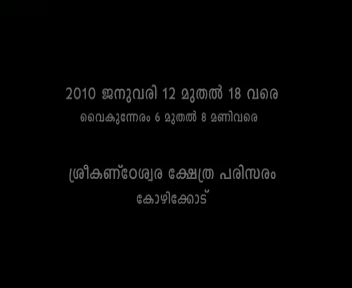 2010 ജനുവരി 12 മുതൽ 18 വരെ
വൈകുന്നേരം 6 മുതൽ 8 മണിവരെ
ശ്രീകണ്ഠേശ്വര ക്ഷേത്ര പരിസരം
കോഴിക്കോട്